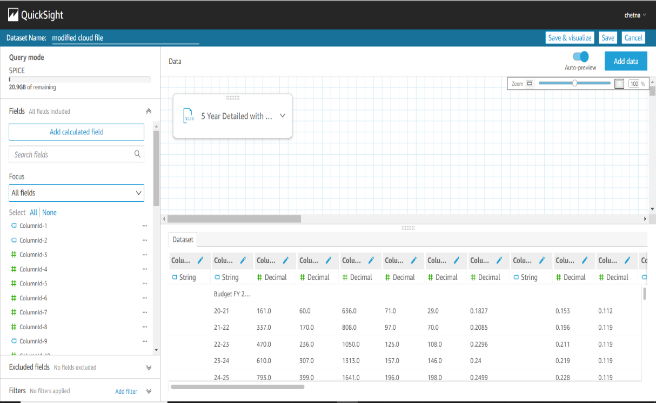 QuickSight
chetna
Dataset Name: modified cloud file
Save & visualize Save Cancel
Query mode
SPICE
20.9GB of remaining
Data
Auto-preview
Add data
Zoom 100 %
Fields All fields included
Add calculated field
Search fields
Focus
All fields
Select All None
ColumnId-1
ColumnId-2
ColumnId-3
ColumnId-4
ColumnId-5
ColumnId-6
ColumnId-7
ColumnId-8
ColumnId-9
Excluded fields No fields excluded
Filters No filters applied Add filter
5 Year Detailed with ...
Dataset
Colu... Colu... Colu... Colu... Colu... Colu... Colu... Colu... Colu... Colu... Colu...
String String Decimal Decimal Decimal Decimal Decimal Decimal String Decimal Decimal
Budget FY 2...
20-21 161.0 60.0 636.0 71.0 29.0 0.1827 0.153 0.112
21-22 337.0 170.0 808.0 97.0 70.0 0.2085 0.196 0.119
22-23 470.0 236.0 1050.0 125.0 108.0 0.2296 0.211 0.119
23-24 610.0 307.0 1313.0 157.0 146.0 0.24 0.219 0.119
24-25 793.0 399.0 1641.0 196.0 198.0 0.2499 0.228 0.119